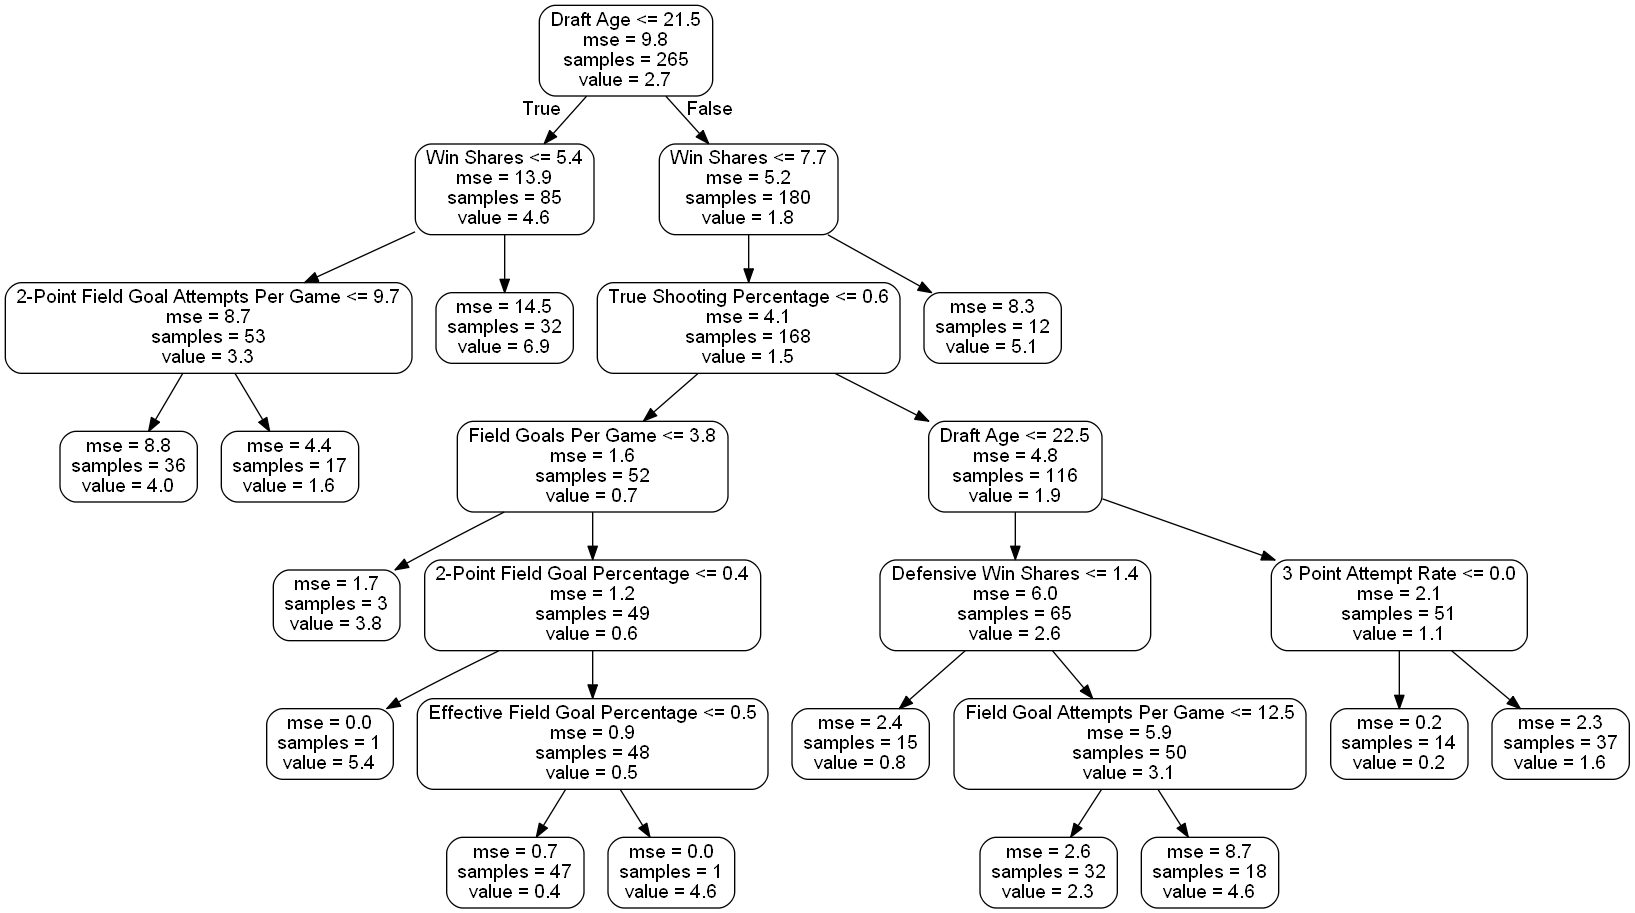 Draft Age <= 21.5
mse = 9.8
samples = 265
value = 2.7
True
False
Win Shares <= 5.4
mse = 13.9
samples = 85
value = 4.6
Win Shares <= 7.7
mse = 5.2
samples = 180
value = 1.8
2-Point Field Goal Attempts Per Game <= 9.7
mse = 8.7
samples = 53
value = 3.3
mse = 14.5
samples = 32
value = 6.9
True Shooting Percentage <= 0.6
mse = 4.1
samples = 168
value = 1.5
mse = 8.3
samples = 12
value = 5.1
mse = 8.8
samples = 36
value = 4.0
mse = 4.4
samples = 17
value = 1.6
Field Goals Per Game <= 3.8
mse = 1.6
samples = 52
value = 0.7
Draft Age <= 22.5
mse = 4.8
samples = 116
value = 1.9
mse = 1.7
samples = 3
value = 3.8
2-Point Field Goal Percentage <= 0.4
mse = 1.2
samples = 49
value = 0.6
Defensive Win Shares <= 1.4
mse = 6.0
samples = 65
value = 2.6
3 Point Attempt Rate <= 0.0
mse = 2.1
samples = 51
value = 1.1
mse = 0.0
samples = 1
value = 5.4
Effective Field Goal Percentage <= 0.5
mse = 0.9
samples = 48
value = 0.5
mse = 2.4
samples = 15
value = 0.8
Field Goal Attempts Per Game <= 12.5
mse = 5.9
samples = 50
value = 3.1
mse = 0.2
samples = 14
value = 0.2
mse = 2.3
samples = 37
value = 1.6
mse = 0.7
samples = 47
value = 0.4
mse = 0.0
samples = 1
value = 4.6
mse = 2.6
samples = 32
value = 2.3
mse = 8.7
samples = 18
value = 4.6